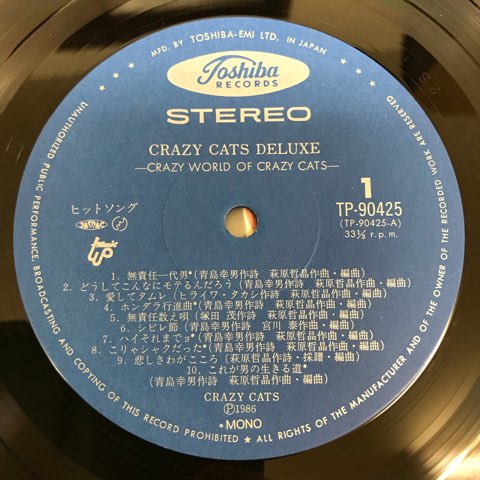 MFD. BY TOSHIBA-EMI LTD. IN JAPAN
Toshiba
RECORDS
STEREO
CRAZY CATS DELUXE
—CRAZY WORLD OF CRAZY CATS—
ヒットソング
1
TP-90425
(TP-90425-A)
33⅓ r.p.m.
1. 無責任一代男*(青島幸男作詩 萩原哲晶作曲・編曲)
2. どうしてこんなにモテるんだろう(青島幸男作詩 萩原哲晶作曲・編曲)
3. 愛してタムレ(ヒライワ・タカシ作詩 萩原哲晶作曲・編曲)
4. ホンダラ行進曲*(青島幸男作詩 萩原哲晶作曲・編曲)
5. 無責任数え唄*(塚田 茂作詩 萩原哲晶作曲・編曲)
6. シビレ節*(青島幸男作詩 宮川 泰作曲・編曲)
7. ハイそれまでョ*(青島幸男作詩 萩原哲晶作曲・編曲)
8. こりゃシャクだった*(青島幸男作詩 萩原哲晶作曲・編曲)
9. 悲しきわがこころ(萩原哲晶作詩・採譜・編曲)
10. これが男の生きる道*
(青島幸男作詩 萩原哲晶作曲・編曲)
CRAZY CATS
Ⓟ1986
*MONO
UNAUTHORIZED PUBLIC PERFORMANCE, BROADCASTING AND COPYING OF THIS RECORD PROHIBITED ★ ALL RIGHTS OF THE MANUFACTURER AND OF THE OWNER OF THE RECORDED WORK ARE RESERVED